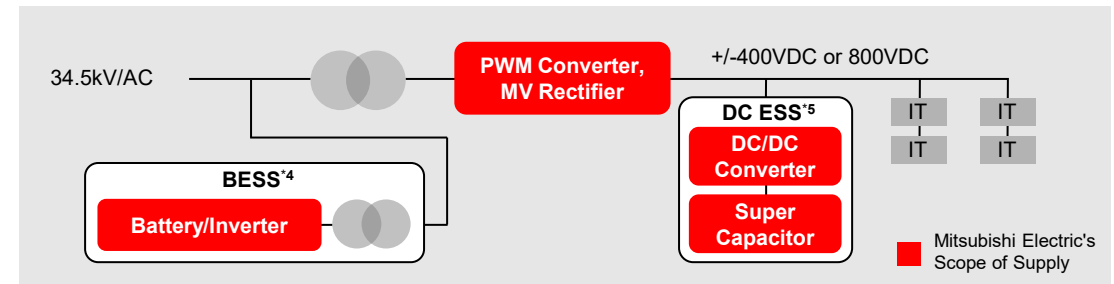 34.5kV/AC
PWM Converter,
MV Rectifier
+/-400VDC or 800VDC
DC ESS*5
DC/DC
Converter
Super
Capacitor
IT
IT
IT
IT
BESS*4
Battery/Inverter
Mitsubishi Electric's
Scope of Supply